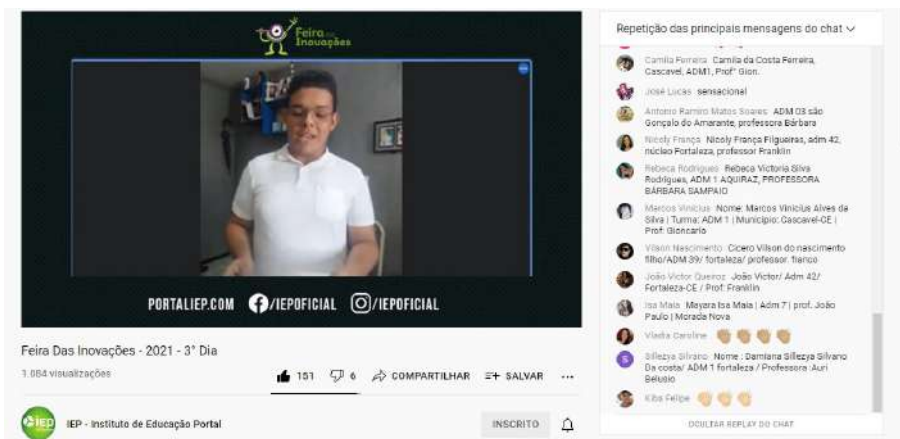 Feira das
Inovações
PORTALIEP.COM /IEPOFICIAL /IEPOFICIAL
Feira Das Inovações - 2021 - 3° Dia
1.084 visualizações
151 6 COMPARTILHAR SALVAR
IEP - Instituto de Educação Portal
INSCRITO
Repetição das principais mensagens do chat
Camila Ferreira Camila da Costa Ferreira,
Cascavel, ADM1, Profº Gion.
José Lucas sensacional
Antonio Ramiro Matos Soares ADM 03 são
Gonçalo do Amarante, professora Bárbara
Nicoly França Nicoly França Filgueiras, adm 42,
núcleo Fortaleza, professor Franklin
Rebeca Rodrigues Rebeca Victoria Silva
Rodrigues, ADM 1 AQUIRAZ, PROFESSORA
BÁRBARA SAMPAIO
Marcos Vinicius Nome: Marcos Vinicius Alves da
Silva | Turma: ADM 1 | Município: Cascavel-CE |
Prof: Gioncarlo
Vilson Nascimento Cicero Vilson do nascimento
filho/ADM 39/ fortaleza/ professor. franco
João Victor Queiroz João Victor/ Adm 42/
Fortaleza-CE / Prof: Franklin
Isa Maia Mayara Isa Maia | Adm 7 | prof. João
Paulo | Morada Nova
Vladia Caroline
S Sillezya Silvano Nome : Damiana Sillezya Silvano
Da costa/ ADM 1 fortaleza / Professora :Auri
Belusio
Kiba Felipe
OCULTAR REPLAY DO CHAT